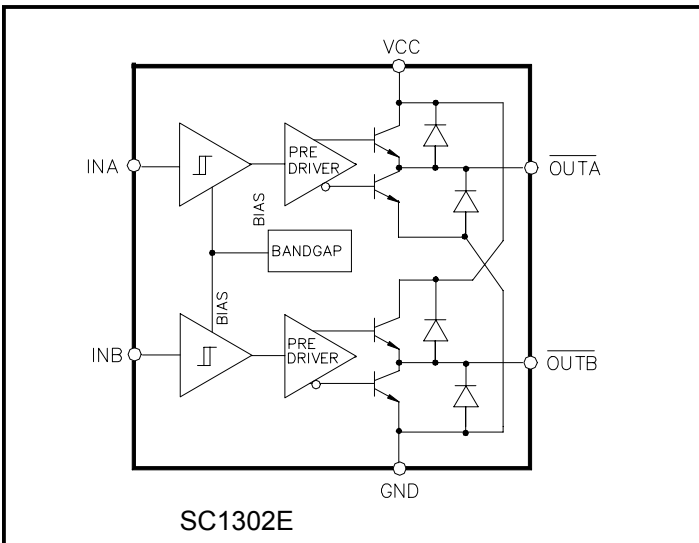 VCC
INA
PRE
DRIVER
OUTA
BIAS
BANDGAP
BIAS
INB
PRE
DRIVER
OUTB
GND
SC1302E